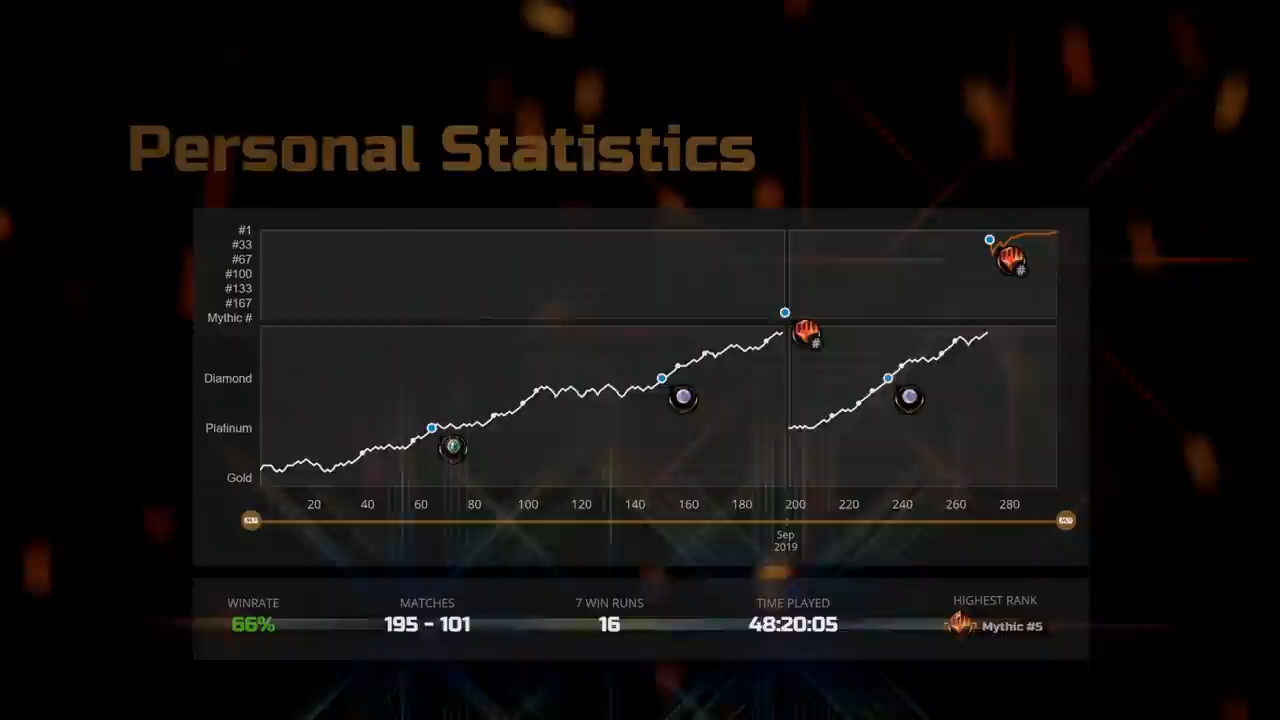 Personal Statistics
#1
#33
#67
#100
#133
#167
Mythic #
#
#
Diamond
Platinum
Gold
20 40 60 80 100 120 140 160 180 200 220 240 260 280
Sep
2019
WINRATE MATCHES 7 WIN RUNS TIME PLAYED HIGHEST RANK
66% 195 - 101 16 48:20:05 Mythic #5